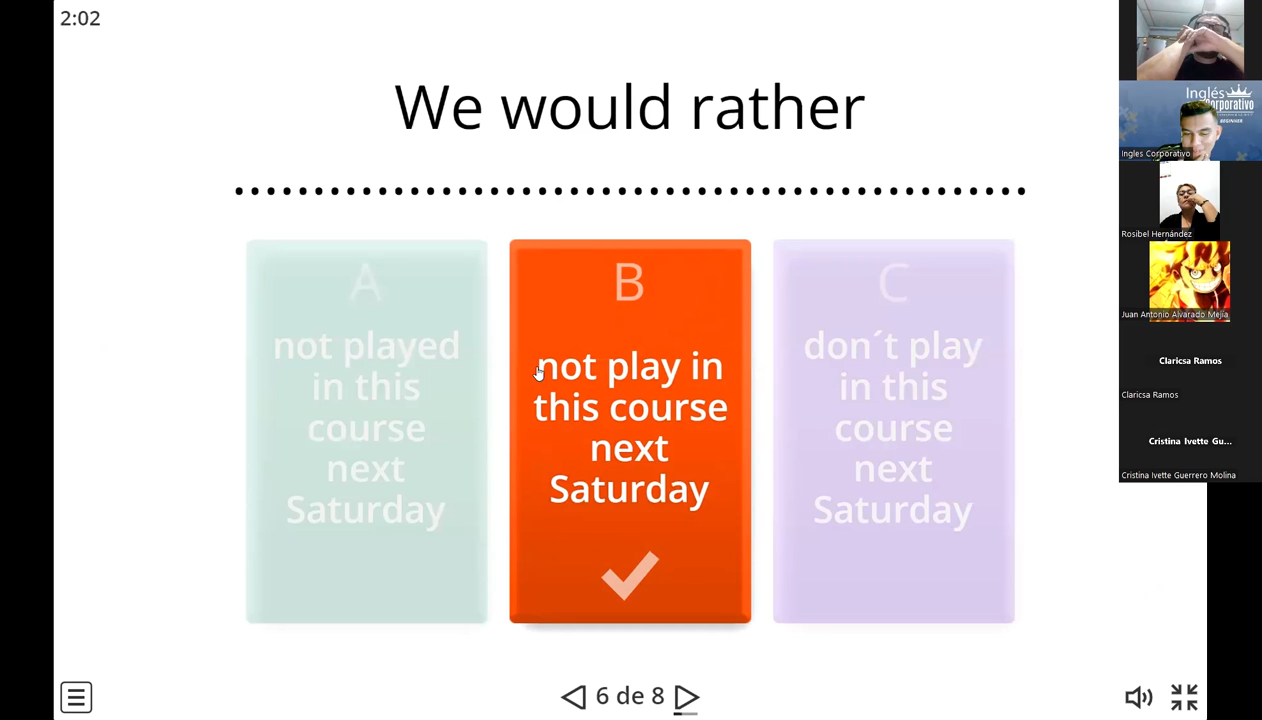 2:02
We would rather
A
not played
in this
course
next
Saturday
B
not play in
this course
next
Saturday
C
don´t play
in this
course
next
Saturday
6 de 8
Inglés
Corporativo
BEGINNER
Ingles Corporativo
Rosibel Hernández
Juan Antonio Alvarado Mejía
Claricsa Ramos
Claricsa Ramos
Cristina Ivette Gu...
Cristina Ivette Guerrero Molina